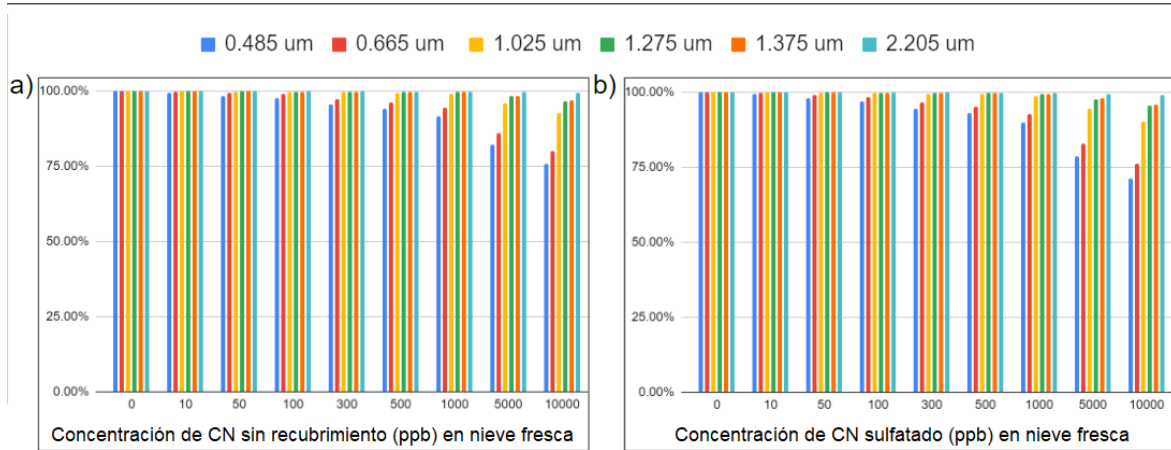 0.485 um 0.665 um 1.025 um 1.275 um 1.375 um 2.205 um
a)
100.00%
75.00%
50.00%
25.00%
0.00%
0 10 50 100 300 500 1000 5000 10000
Concentración de CN sin recubrimiento (ppb) en nieve fresca
b)
100.00%
75.00%
50.00%
25.00%
0.00%
0 10 50 100 300 500 1000 5000 10000
Concentración de CN sulfatado (ppb) en nieve fresca